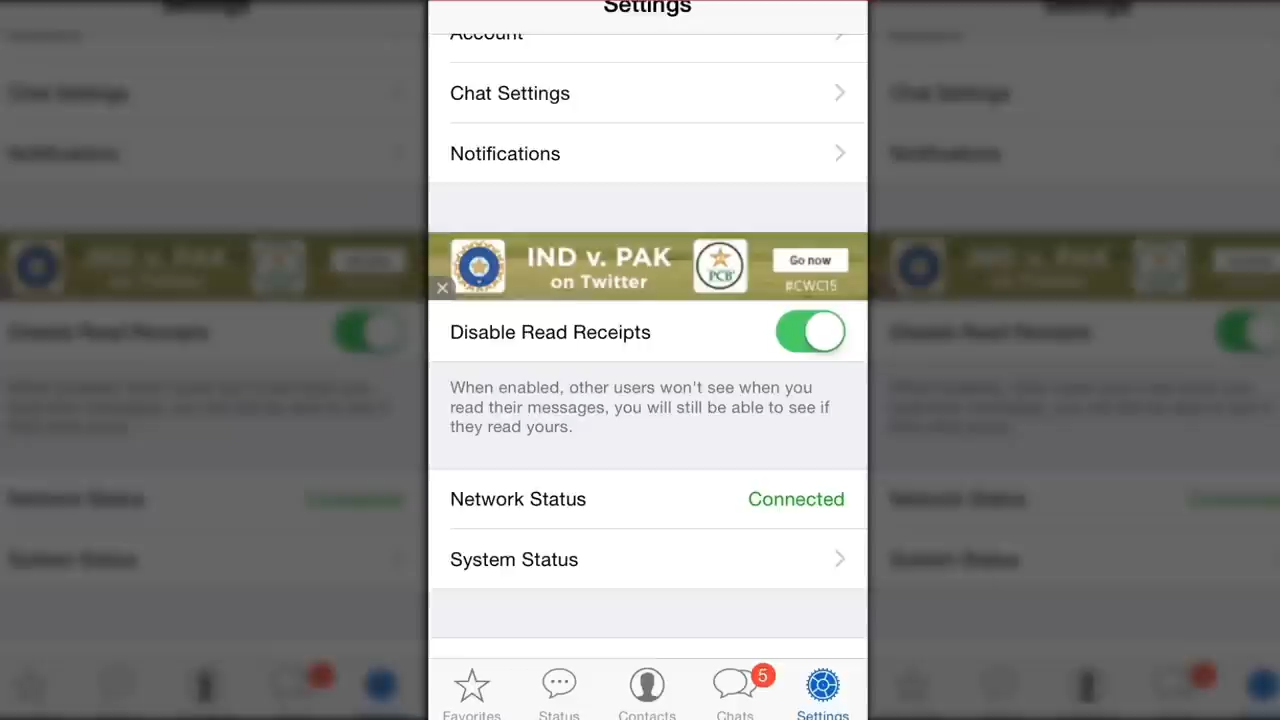 Settings
Account
Chat Settings
Notifications
IND v. PAK
on Twitter
PCB
Go now
#CWC15
Disable Read Receipts
When enabled, other users won't see when you
read their messages, you will still be able to see if
they read yours.
Network Status
Connected
System Status
5
Favorites
Status
Contacts
Chats
Settings